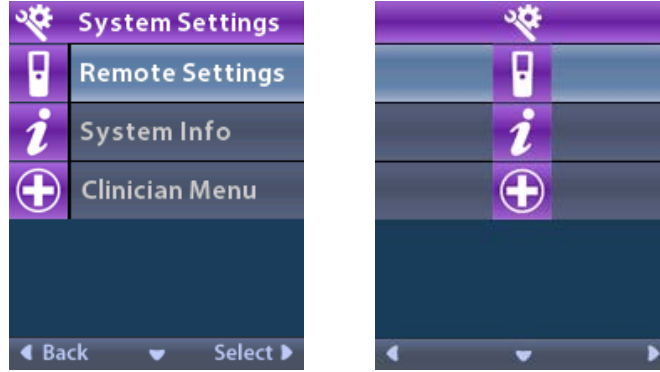 System Settings
Remote Settings
System Info
Clinician Menu
Back Select